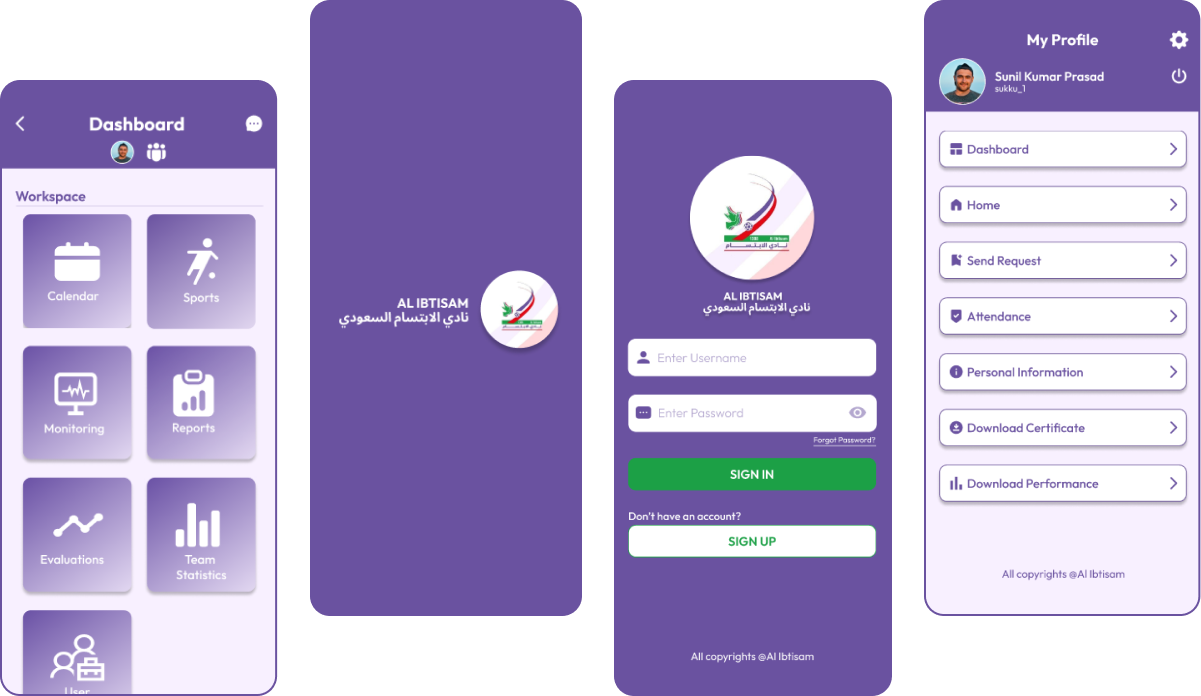 Dashboard
Workspace
Calendar
Sports
Monitoring
Reports
Evaluations
Team
Statistics
User
AL IBTISAM
نادي الابتسام السعودي
نـادي الابتـســـام
AL IBTISAM
نادي الابتسام السعودي
Enter Username
Enter Password
Forgot Password?
SIGN IN
Don't have an account?
SIGN UP
All copyrights @Al Ibtisam
My Profile
Sunil Kumar Prasad
sukku_1
Dashboard
Home
Send Request
Attendance
Personal Information
Download Certificate
Download Performance
All copyrights @Al Ibtisam